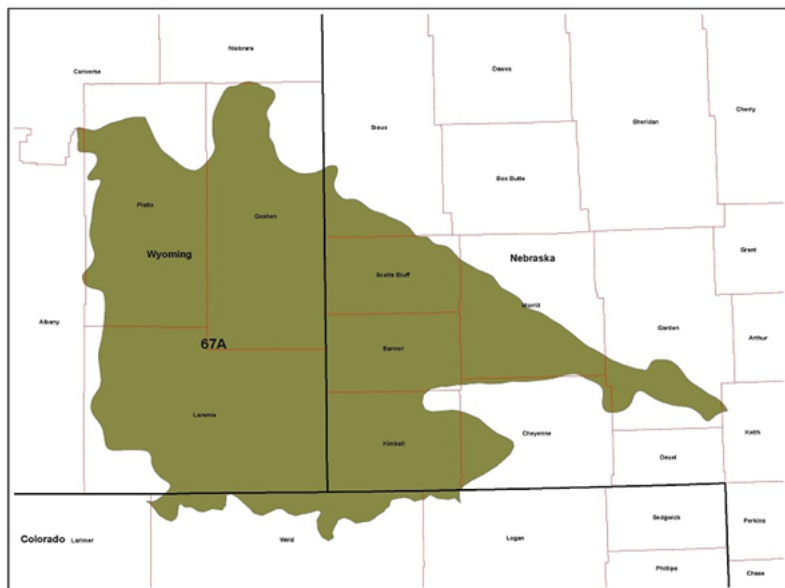 Niobrara
Converse
Dawes
Cherry
Sheridan
Sioux
Box Butte
Platte
Goshen
Grant
Wyoming
Nebraska
Scotts Bluff
Morrill
Albany
Garden
Arthur
67A
Banner
Laramie
Kimball
Cheyenne
Keith
Deuel
Sedgwick
Perkins
Colorado Larimer
Weld
Logan
Phillips
Chase